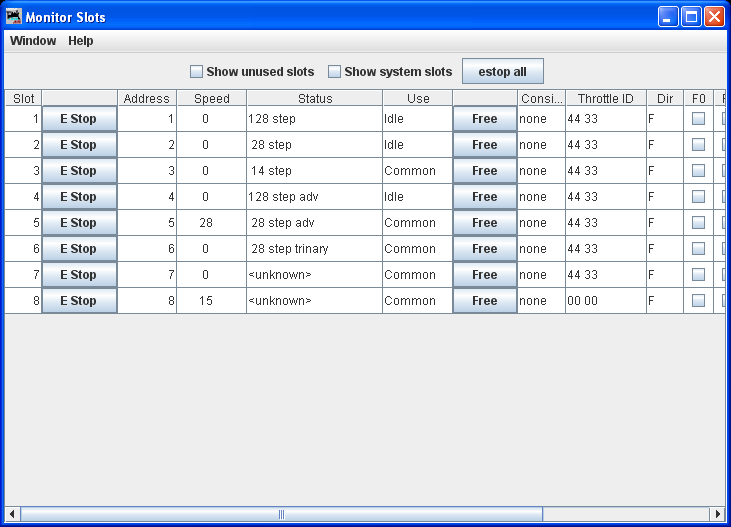 Monitor Slots
Window Help
Show unused slots Show system slots estop all
Slot Address Speed Status Use Consi... Throttle ID Dir F0
1 E Stop 1 0 128 step Idle Free none 44 33 F
2 E Stop 2 0 28 step Idle Free none 44 33 F
3 E Stop 3 0 14 step Common Free none 44 33 F
4 E Stop 4 0 128 step adv Idle Free none 44 33 F
5 E Stop 5 28 28 step adv Common Free none 44 33 F
6 E Stop 6 0 28 step trinary Common Free none 44 33 F
7 E Stop 7 0 <unknown> Common Free none 44 33 F
8 E Stop 8 15 <unknown> Common Free none 00 00 F